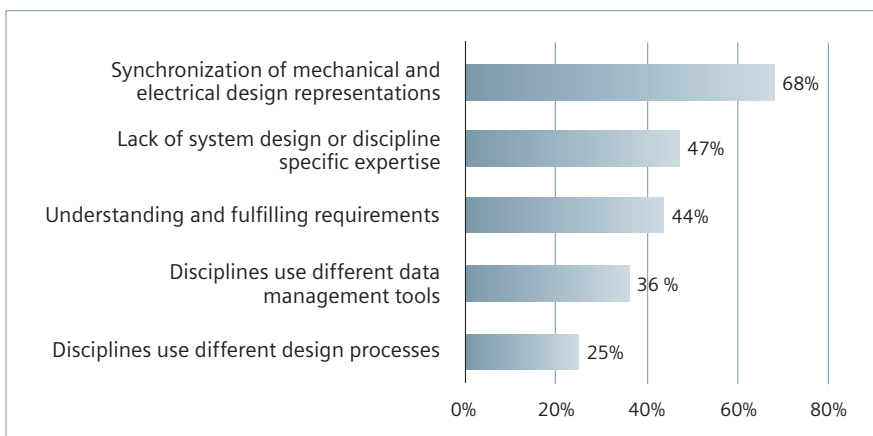 Synchronization of mechanical and
electrical design representations
68%
Lack of system design or discipline
specific expertise
47%
Understanding and fulfilling requirements
44%
Disciplines use different data
management tools
36 %
Disciplines use different design processes
25%
0% 20% 40% 60% 80%